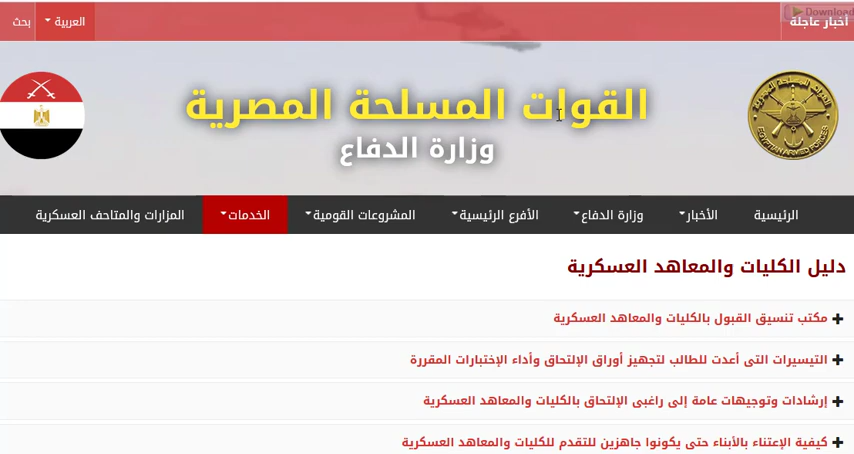 أخبار عاجلة
Download
العربية
بحث
القوات المسلحة المصرية
وزارة الدفاع
EGYPTIAN ARMED FORCES
الرئيسية
الأخبار
وزارة الدفاع
الأفرع الرئيسية
المشروعات القومية
الخدمات
المزارات والمتاحف العسكرية
دليل الكليات والمعاهد العسكرية
مكتب تنسيق القبول بالكليات والمعاهد العسكرية
التيسيرات التى أعدت للطالب لتجهيز أوراق الإلتحاق وأداء الإختبارات المقررة
إرشادات وتوجيهات عامة إلى راغبى الإلتحاق بالكليات والمعاهد العسكرية
كيفية الإعتناء بالأبناء حتى يكونوا جاهزين للتقدم للكليات والمعاهد العسكرية